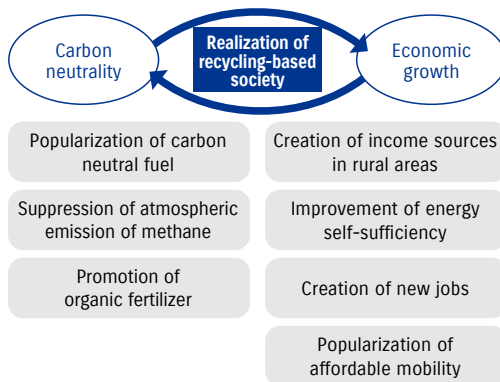 Carbon
neutrality
Realization of
recycling-based
society
Economic
growth
Popularization of carbon
neutral fuel
Suppression of atmospheric
emission of methane
Promotion of
organic fertilizer
Creation of income sources
in rural areas
Improvement of energy
self-sufficiency
Creation of new jobs
Popularization of
affordable mobility